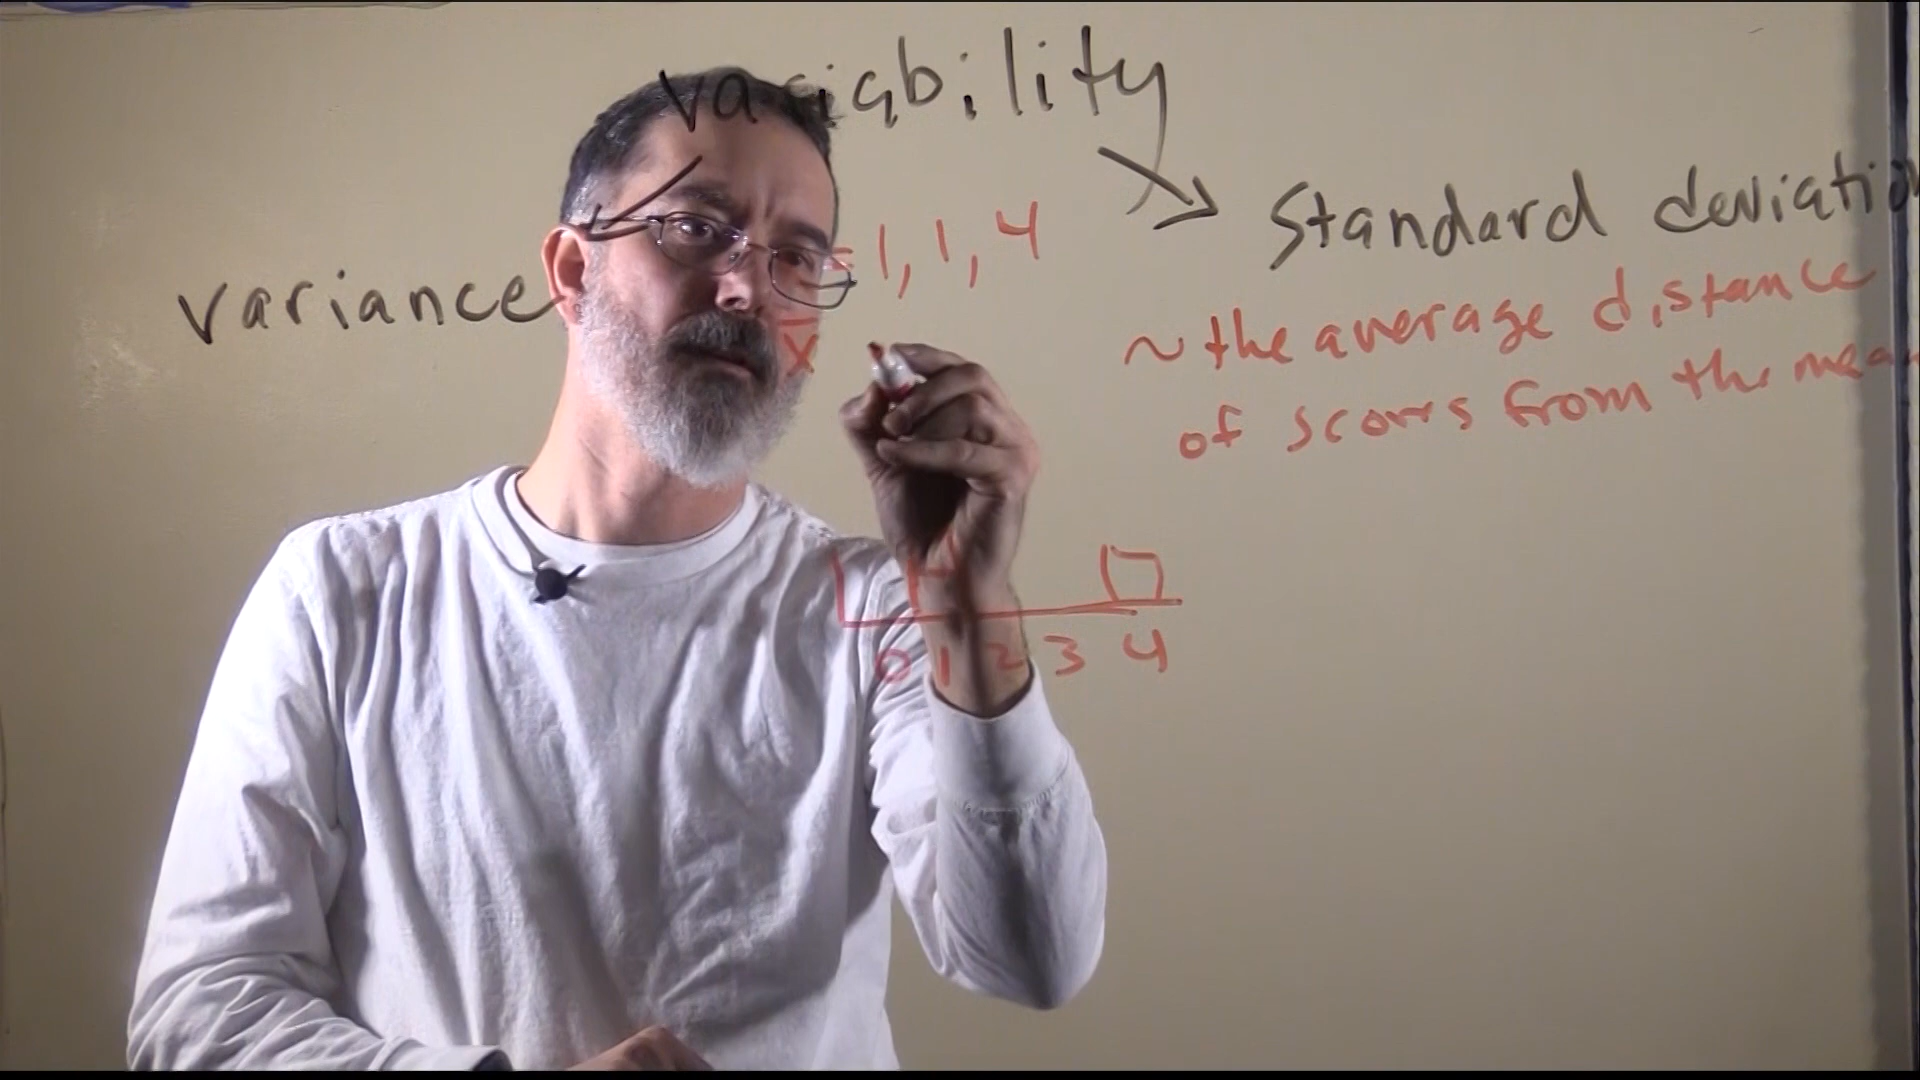 variability
variance
Standard deviation
= 1, 1, 4
x̄
~ the average distance
of scores from the mean
0 1 2 3 4